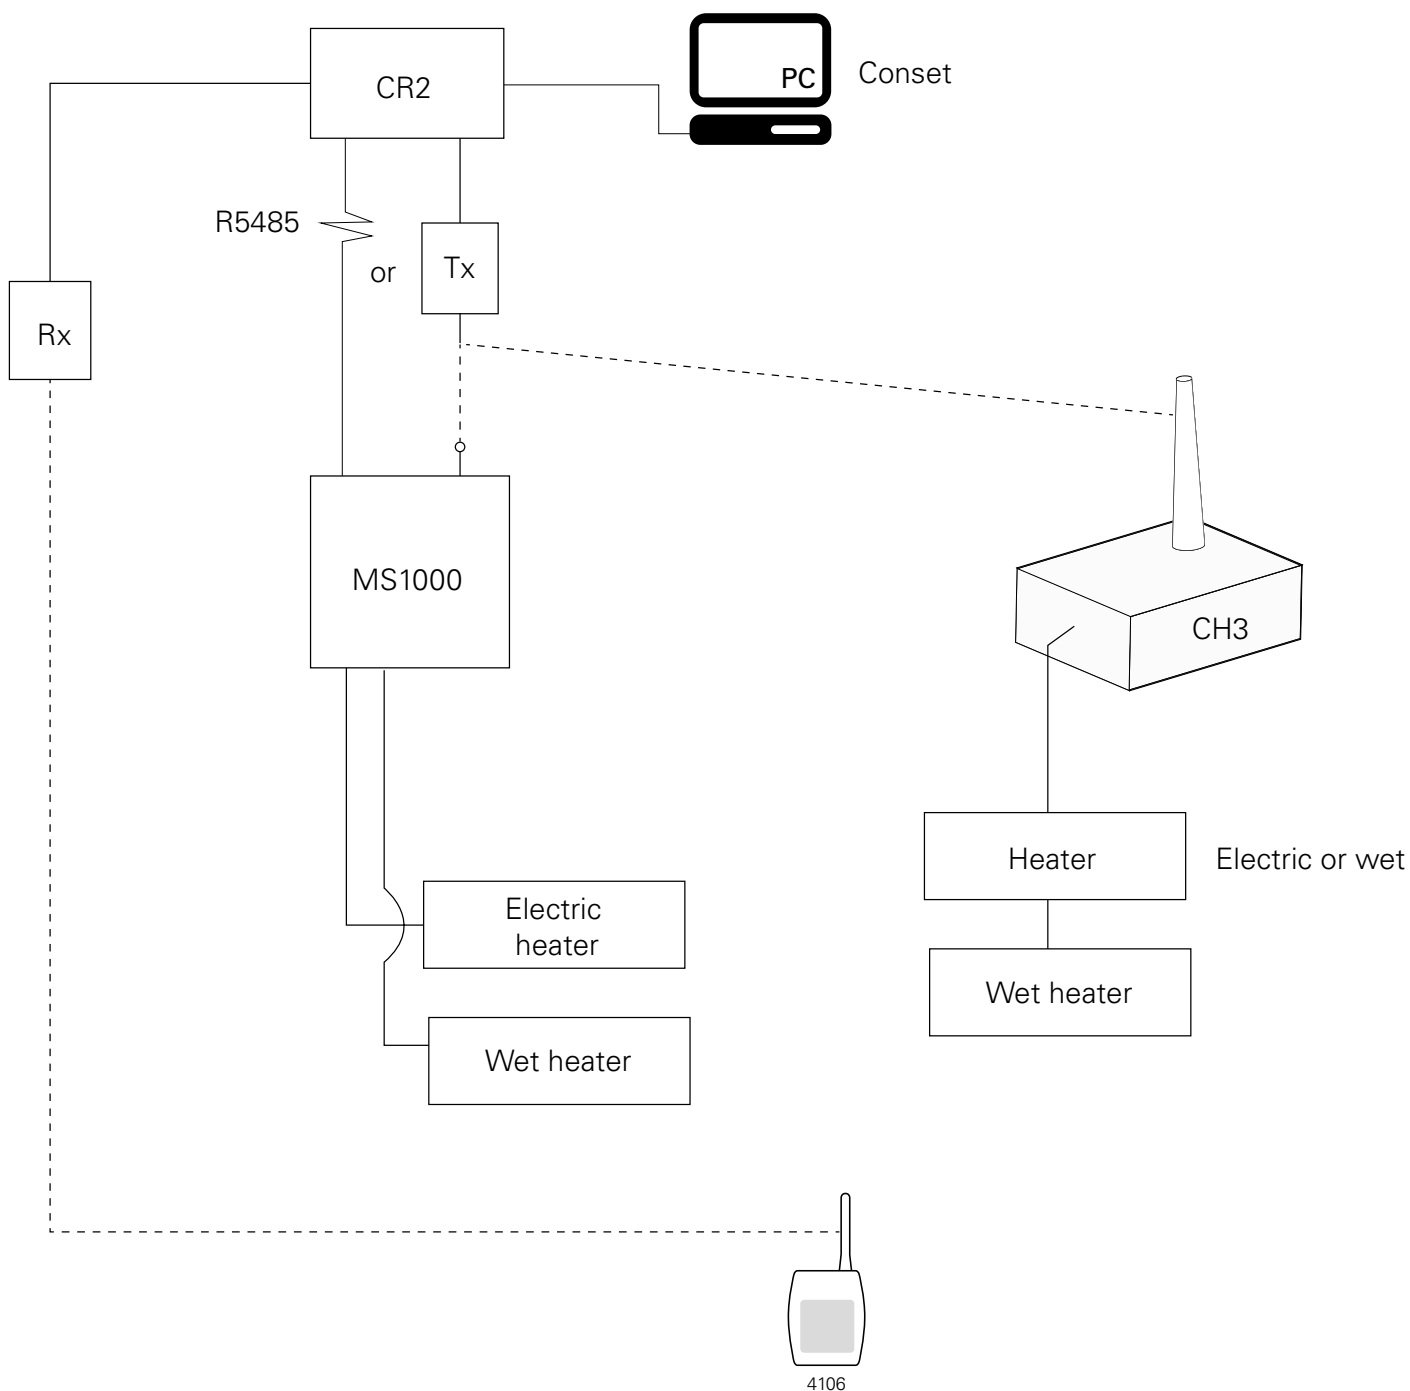 CR2
PC
Conset
R5485
or
Tx
Rx
MS1000
CH3
Heater
Electric or wet
Electric
heater
Wet heater
Wet heater
4106